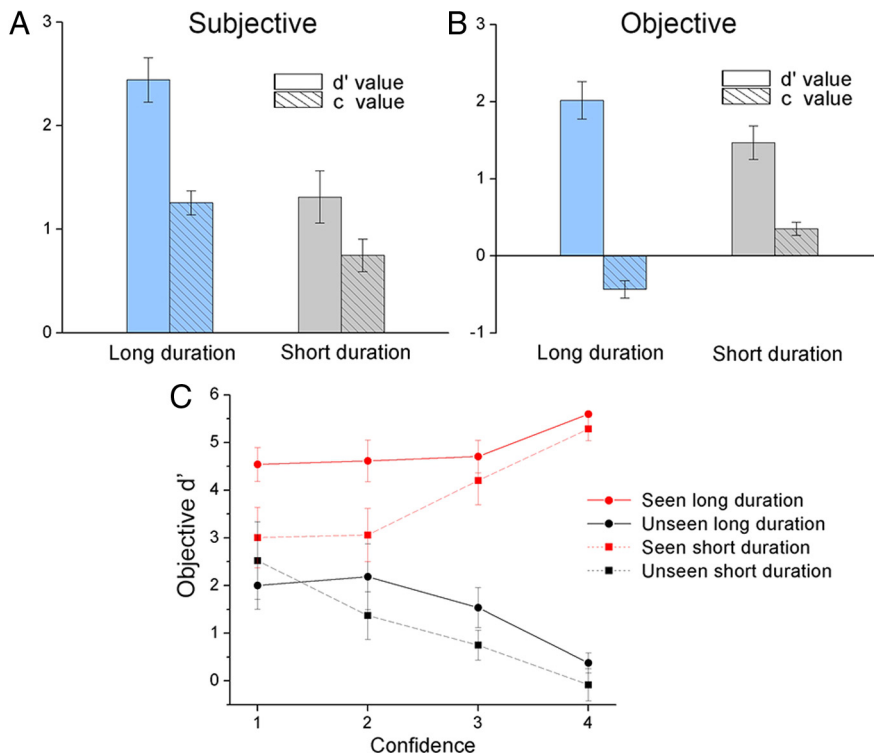 A
Subjective
3
2
1
0
d' value
c value
Long duration
Short duration
B
Objective
3
2
1
0
-1
d' value
c value
Long duration
Short duration
C
Objective d'
6
5
4
3
2
1
0
1
2
3
4
Confidence
Seen long duration
Unseen long duration
Seen short duration
Unseen short duration